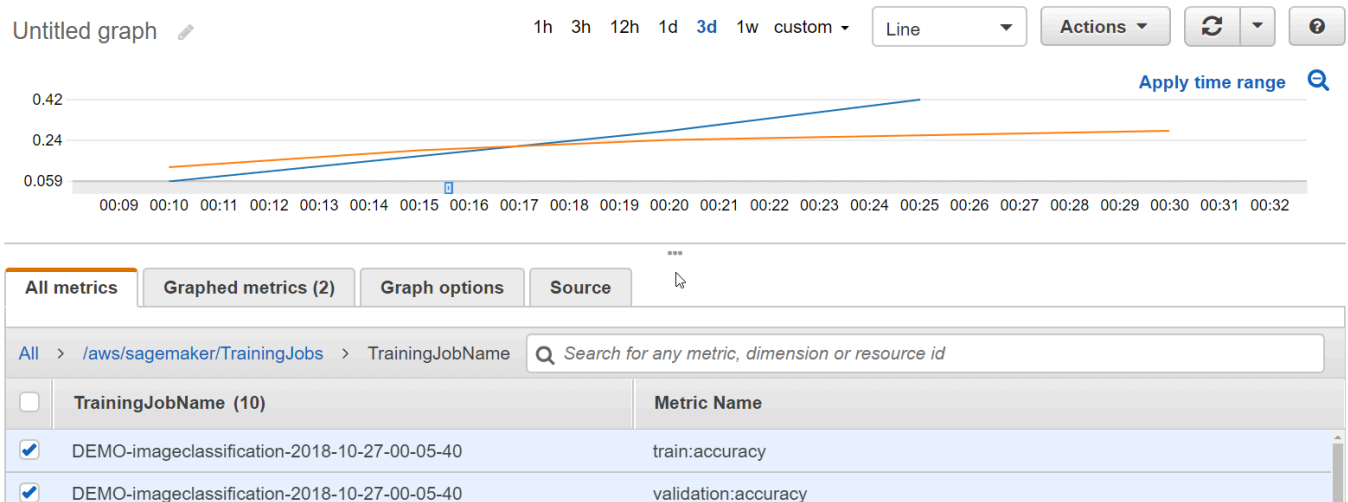 Untitled graph 1h 3h 12h 1d 3d 1w custom Line Actions
Apply time range
0.42
0.24
0.059
00:09 00:10 00:11 00:12 00:13 00:14 00:15 00:16 00:17 00:18 00:19 00:20 00:21 00:22 00:23 00:24 00:25 00:26 00:27 00:28 00:29 00:30 00:31 00:32
All metrics Graphed metrics (2) Graph options Source
All > /aws/sagemaker/TrainingJobs > TrainingJobName Search for any metric, dimension or resource id
TrainingJobName (10) Metric Name
DEMO-imageclassification-2018-10-27-00-05-40 train:accuracy
DEMO-imageclassification-2018-10-27-00-05-40 validation:accuracy